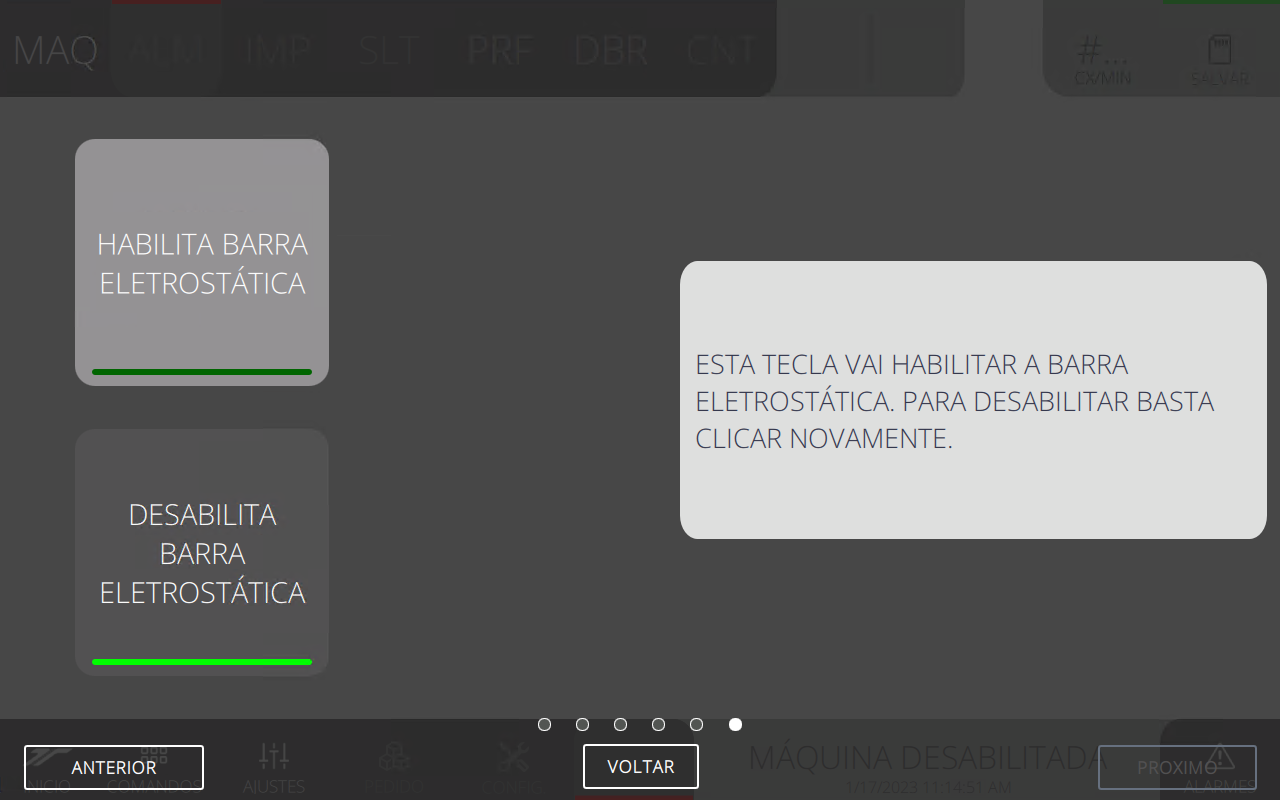 MAQ ALM IMP SLT PRF DBR CNT
#...
CX/MIN
SALVAR
HABILITA BARRA
ELETROSTÁTICA
ESTA TECLA VAI HABILITAR A BARRA
ELETROSTÁTICA. PARA DESABILITAR BASTA
CLICAR NOVAMENTE.
DESABILITA
BARRA
ELETROSTÁTICA
MÁQUINA DESABILITADA
1/17/2023 11:14:51 AM
ANTERIOR
VOLTAR
PROXIMO
INICIO
COMANDOS
AJUSTES
PEDIDO
CONFIG
ALARMES